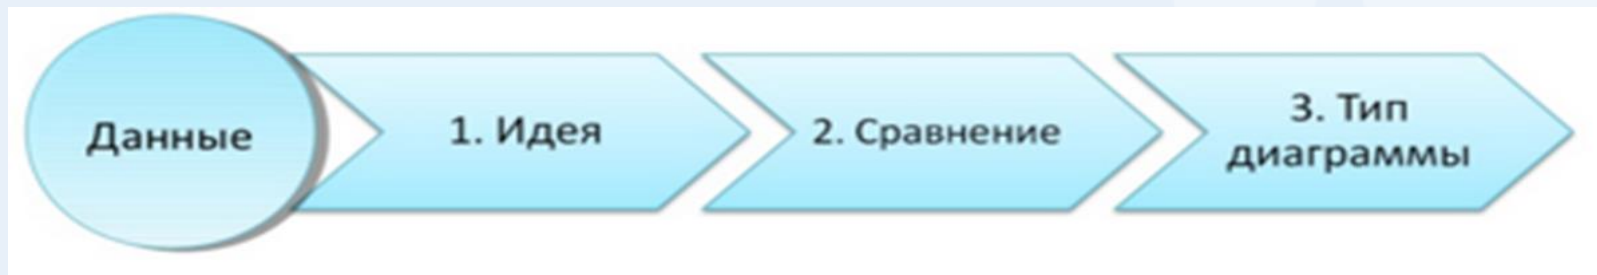 Данные
1. Идея
2. Сравнение
3. Тип
диаграммы